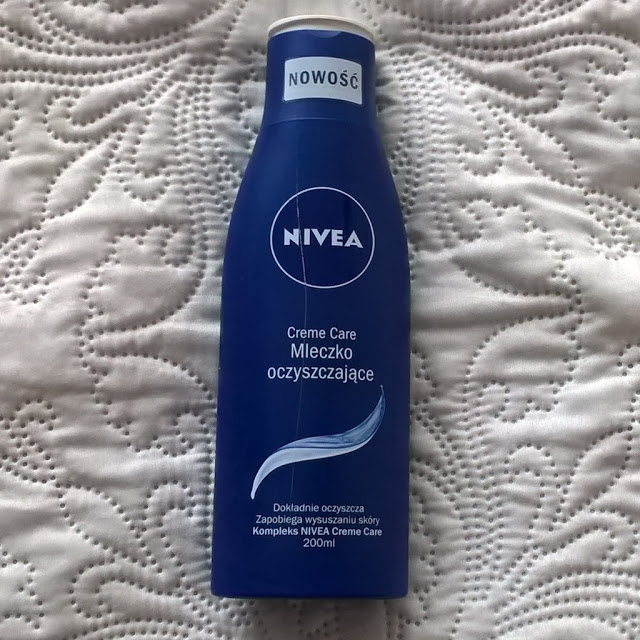 NOWOŚĆ
NIVEA
Creme Care
Mleczko
oczyszczające
Dokładnie oczyszcza
Zapobiega wysuszaniu skóry
Kompleks NIVEA Creme Care
200ml